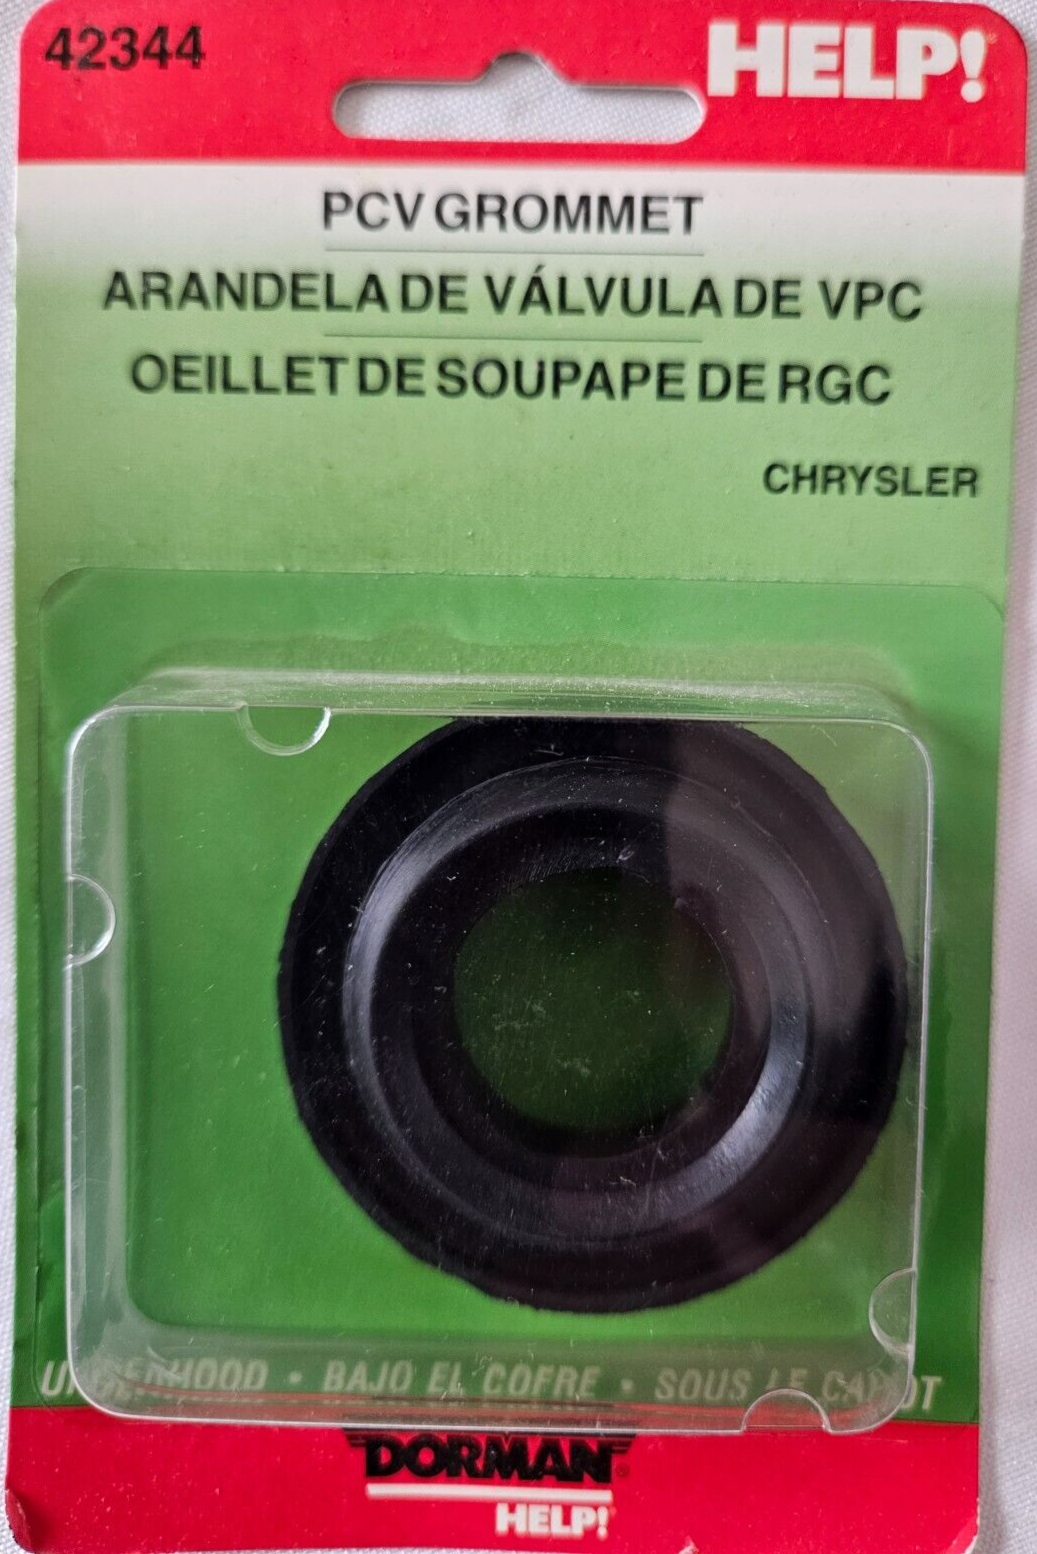 42344
HELP!
PCV GROMMET
ARANDELA DE VÁLVULA DE VPC
OEILLET DE SOUPAPE DE RGC
CHRYSLER
UNDERHOOD • BAJO EL COFRE • SOUS LE CAPOT
DORMAN®
HELP!